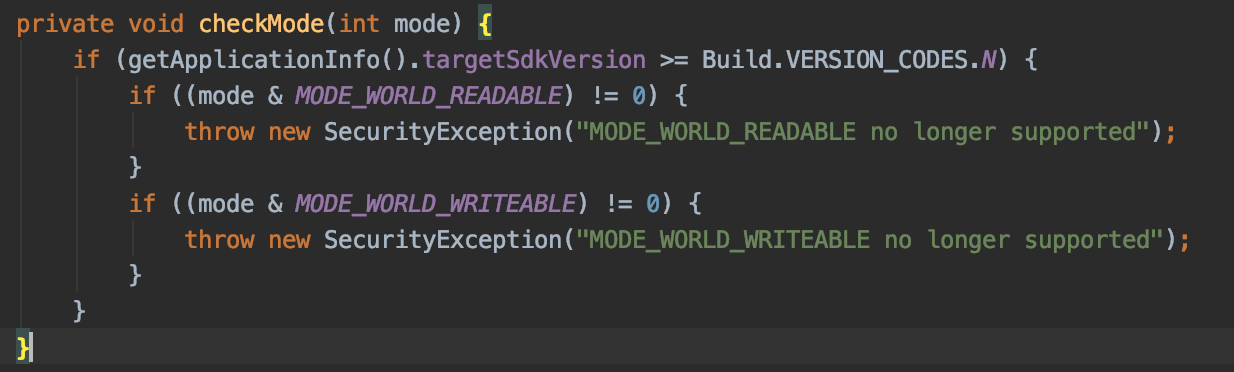 private void checkMode(int mode) {
    if (getApplicationInfo().targetSdkVersion >= Build.VERSION_CODES.N) {
        if ((mode & MODE_WORLD_READABLE) != 0) {
            throw new SecurityException("MODE_WORLD_READABLE no longer supported");
        }
        if ((mode & MODE_WORLD_WRITEABLE) != 0) {
            throw new SecurityException("MODE_WORLD_WRITEABLE no longer supported");
        }
    }
}